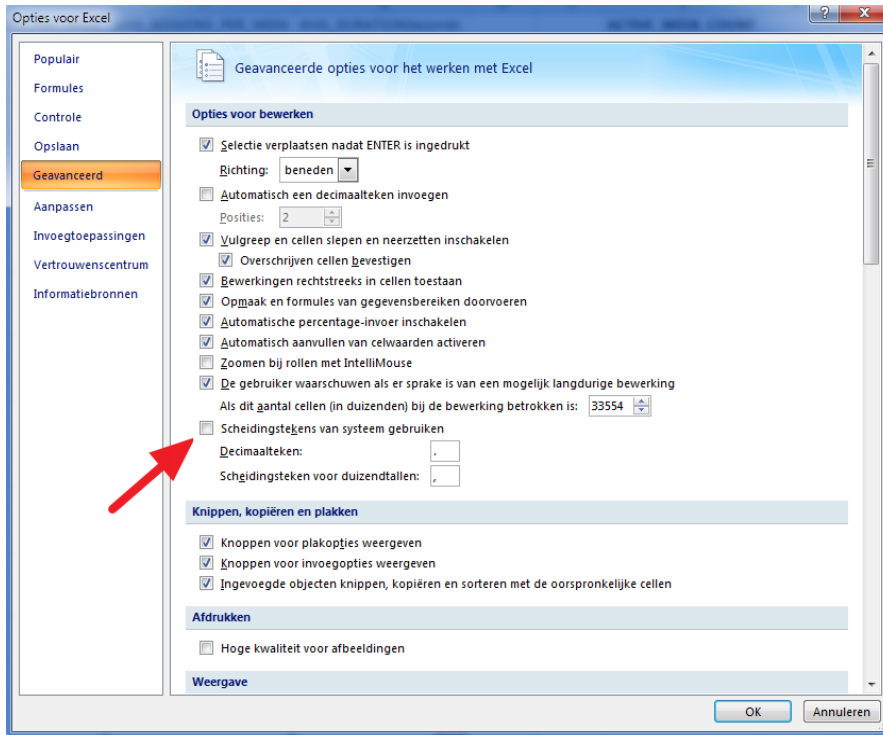 Opties voor Excel
Populair
Formules
Controle
Opslaan
Geavanceerd
Aanpassen
Invoegtoepassingen
Vertrouwenscentrum
Informatiebronnen
Geavanceerde opties voor het werken met Excel
Opties voor bewerken
Selectie verplaatsen nadat ENTER is ingedrukt
Richting: beneden
Automatisch een decimaalteken invoegen
Posities: 2
Vulgreep en cellen slepen en neerzetten inschakelen
Overschrijven cellen bevestigen
Bewerkingen rechtstreeks in cellen toestaan
Opmaak en formules van gegevensbereiken doorvoeren
Automatische percentage-invoer inschakelen
Automatisch aanvullen van celwaarden activeren
Zoomen bij rollen met IntelliMouse
De gebruiker waarschuwen als er sprake is van een mogelijk langdurige bewerking
Als dit aantal cellen (in duizenden) bij de bewerking betrokken is: 33554
Scheidingstekens van systeem gebruiken
Decimaalteken: .
Scheidingsteken voor duizendtallen: ,
Knippen, kopiëren en plakken
Knoppen voor plakopties weergeven
Knoppen voor invoegopties weergeven
Ingevoegde objecten knippen, kopiëren en sorteren met de oorspronkelijke cellen
Afdrukken
Hoge kwaliteit voor afbeeldingen
Weergave
OK Annuleren